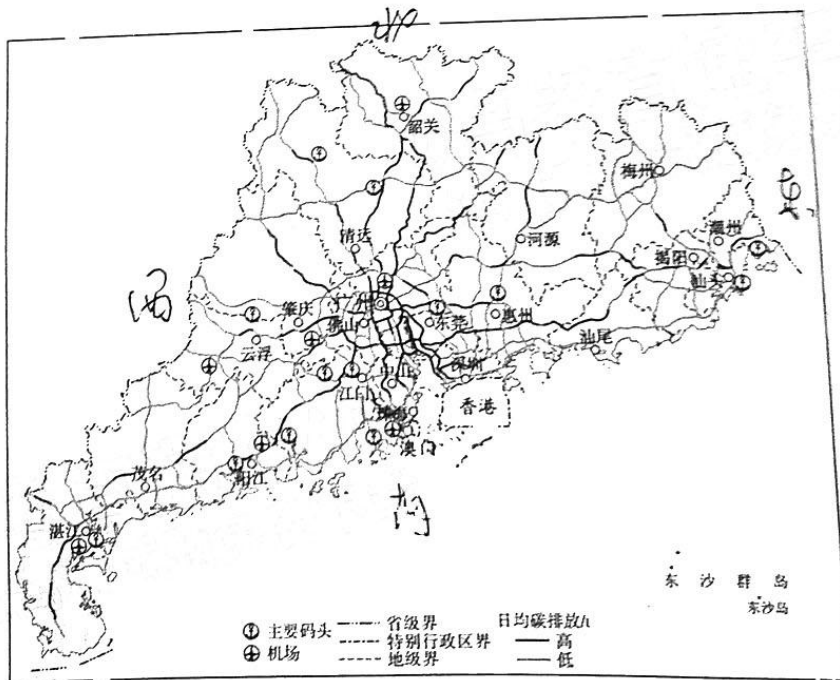 北
韶关
梅州
东
潮州
清远
河源
揭阳
汕头
西
广州
肇庆
佛山
东莞
惠州
云浮
汕尾
深圳
中山
江门
香港
珠海
澳门
茂名
阳江
南
湛江
东沙群岛
东沙岛
主要码头 省级界 日均碳排放/t
特别行政区界 高
机场 地级界 低